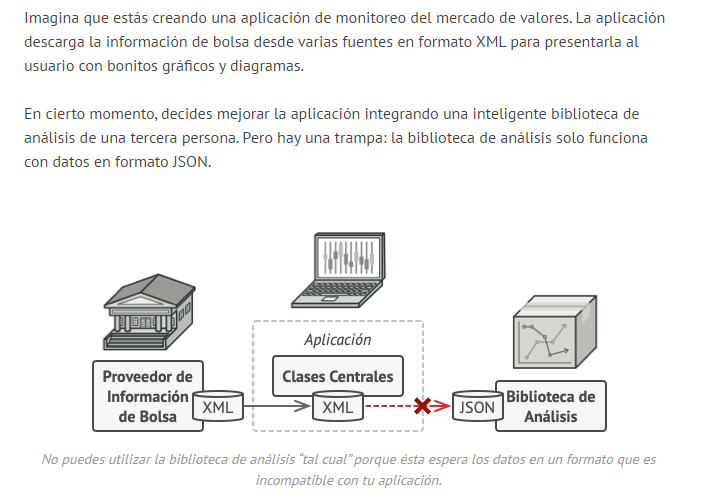 Imagina que estás creando una aplicación de monitoreo del mercado de valores. La aplicación
descarga la información de bolsa desde varias fuentes en formato XML para presentarla al
usuario con bonitos gráficos y diagramas.
En cierto momento, decides mejorar la aplicación integrando una inteligente biblioteca de
análisis de una tercera persona. Pero hay una trampa: la biblioteca de análisis solo funciona
con datos en formato JSON.
Aplicación
Proveedor de
Información
de Bolsa
XML
Clases Centrales
XML
JSON
Biblioteca de
Análisis
No puedes utilizar la biblioteca de análisis “tal cual” porque ésta espera los datos en un formato que es
incompatible con tu aplicación.